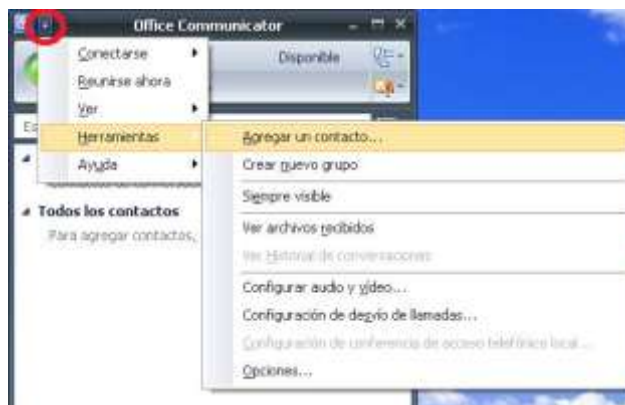 Office Communicator
Conectarse
Disponible
Reunirse ahora
Ver
Es
Herramientas
Agregar un contacto...
Ayuda
Crear nuevo grupo
Siempre visible
Todos los contactos
Ver archivos recibidos
Para agregar contactos,
Ver Historial de conversaciones
Configurar audio y vídeo...
Configuración de desvío de llamadas...
Configuración de conferencia de acceso telefónico local...
Opciones...